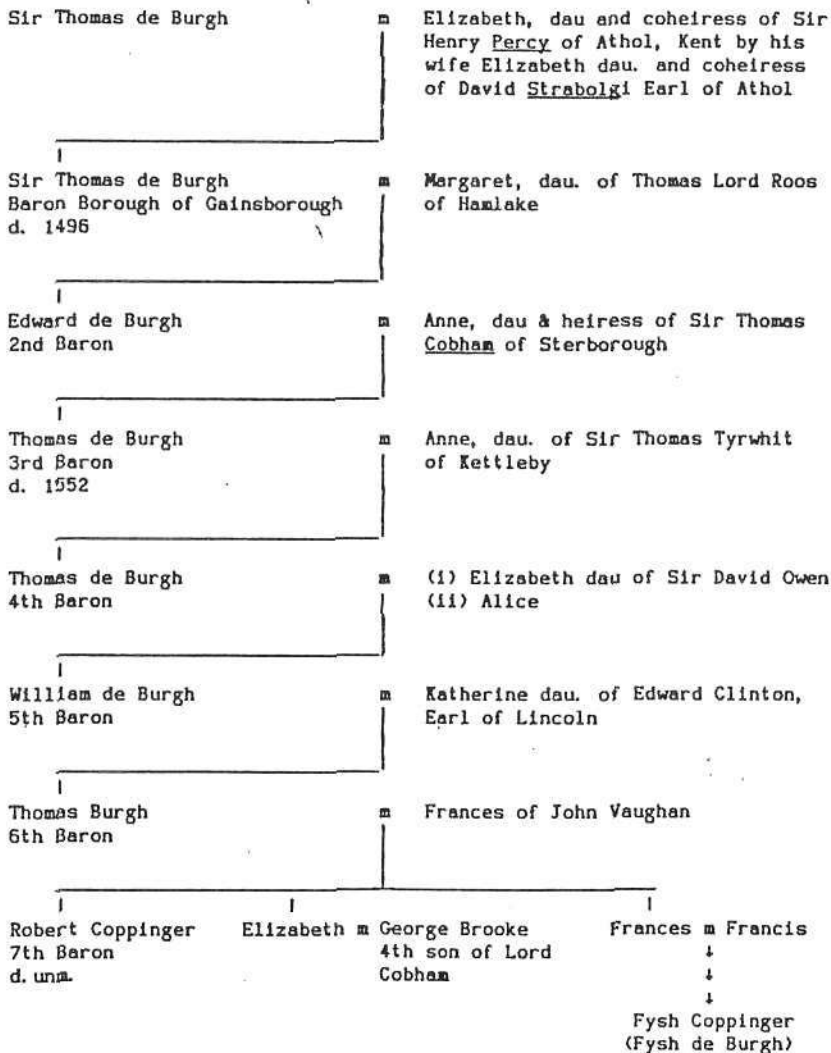 Sir Thomas de Burgh m Elizabeth, dau and coheiress of Sir
Henry Percy of Athol, Kent by his
wife Elizabeth dau. and coheiress
of David Strabolgi Earl of Athol
Sir Thomas de Burgh m Margaret, dau. of Thomas Lord Roos
Baron Borough of Gainsborough of Hamlake
d. 1496
Edward de Burgh m Anne, dau & heiress of Sir Thomas
2nd Baron Cobham of Sterborough
Thomas de Burgh m Anne, dau. of Sir Thomas Tyrwhit
3rd Baron of Kettleby
d. 1552
Thomas de Burgh m (i) Elizabeth dau of Sir David Owen
4th Baron (ii) Alice
William de Burgh m Katherine dau. of Edward Clinton,
5th Baron Earl of Lincoln
Thomas Burgh m Frances of John Vaughan
6th Baron
Robert Coppinger Elizabeth m George Brooke Frances m Francis
7th Baron 4th son of Lord
d. unm. Cobham
Fysh Coppinger
(Fysh de Burgh)